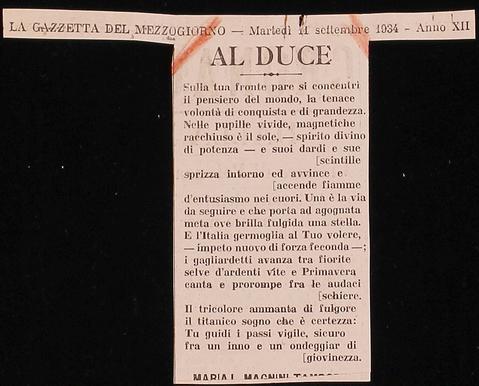 LA GAZZETTA DEL MEZZOGIORNO — Martedì 11 settembre 1934 - Anno XII
AL DUCE
Sulla tua fronte pare si concentri
il pensiero del mondo, la tenace
volontà di conquista e di grandezza.
Nelle pupille vivide, magnetiche
racchiuso è il sole, — spirito divino
di potenza — e suoi dardi e sue
[scintille
sprizza intorno ed avvince e
[accende fiamme
d'entusiasmo nei cuori. Una è la via
da seguire e che porta ad agognata
meta ove brilla fulgida una stella.
E l'Italia germoglia al Tuo volere,
— impeto nuovo di forza feconda —;
i gagliardetti avanza tra fiorite
selve d'ardenti vite e Primavera
canta e prorompe fra le audaci
[schiere.
Il tricolore ammanta di fulgore
il titanico sogno che è certezza:
Tu guidi i passi vigile, sicuro
fra un inno e un ondeggiar di
[giovinezza.
MARIA L. MAGNINI